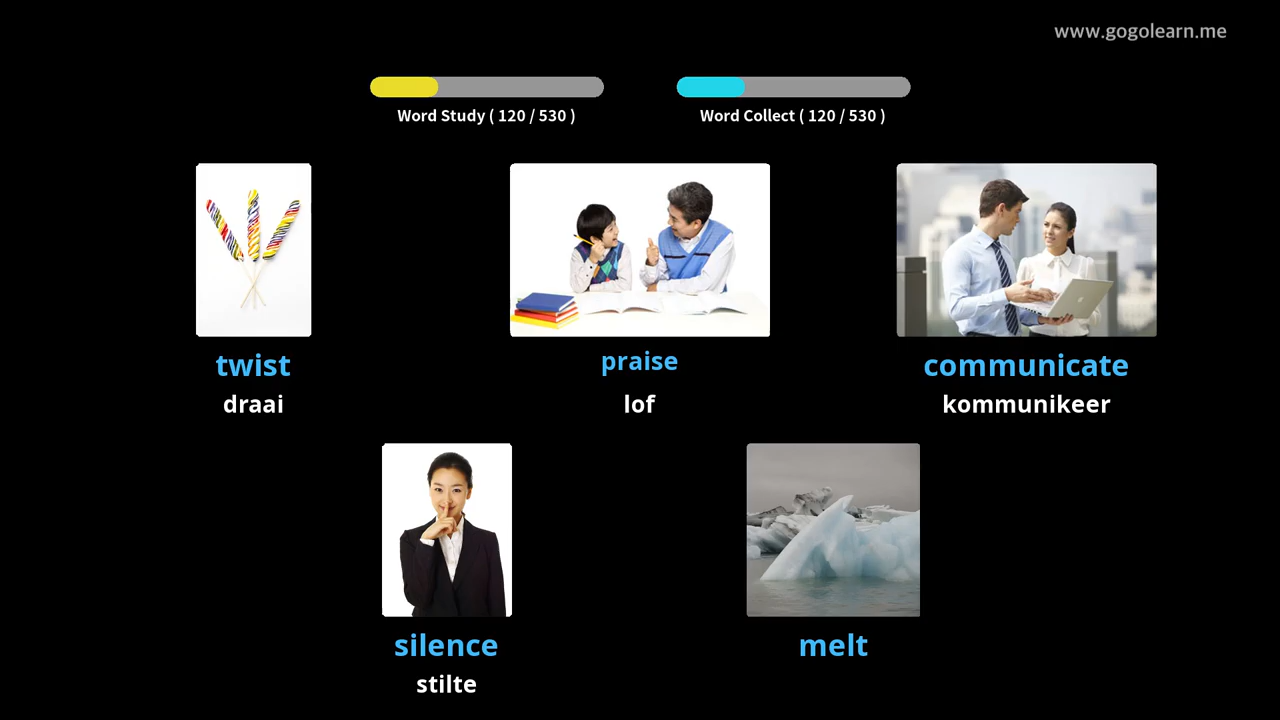 www.gogolearn.me
Word Study ( 120 / 530 )
Word Collect ( 120 / 530 )
twist
draai
praise
lof
communicate
kommunikeer
silence
stilte
melt